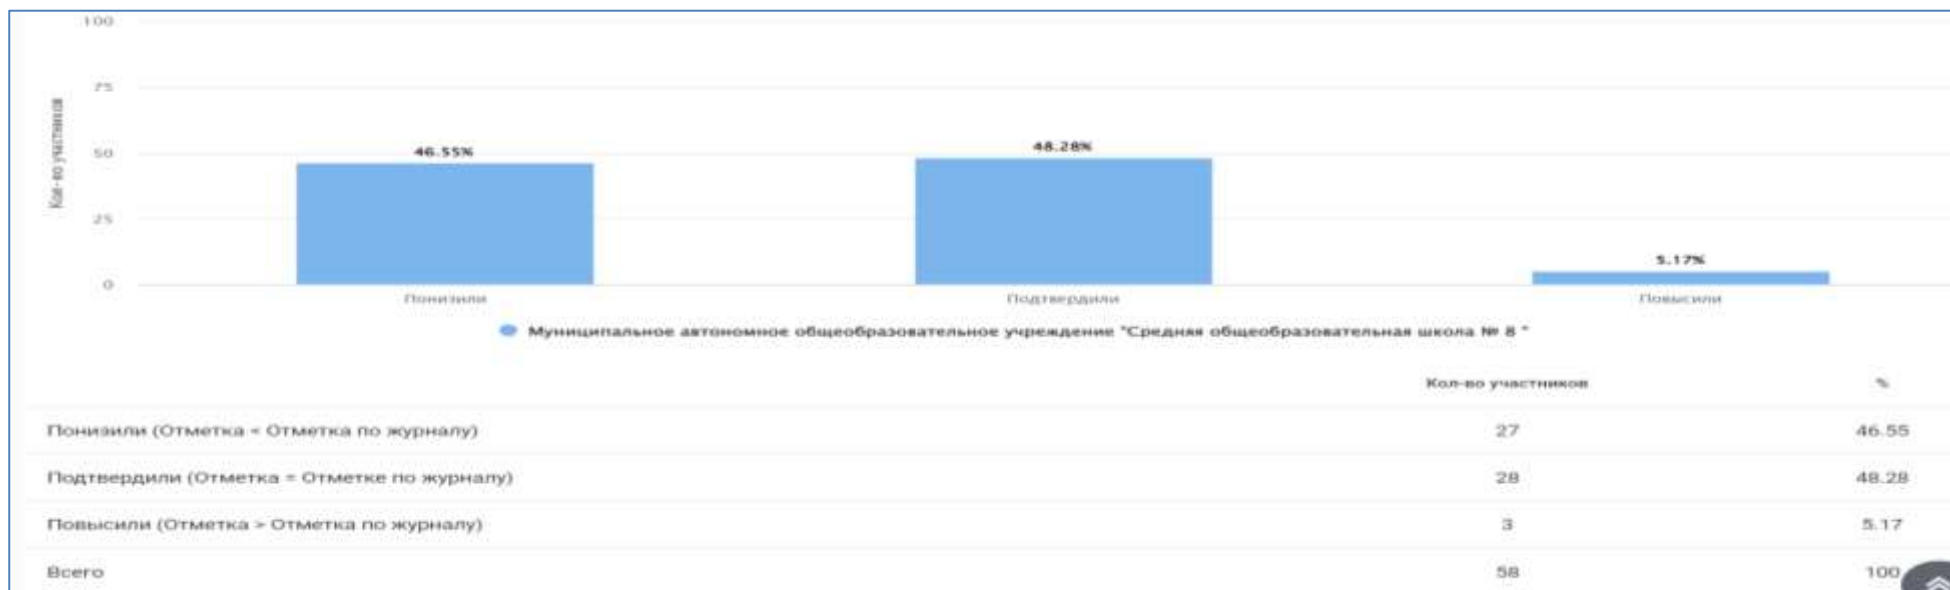 100
75
50
25
0
Кол-во участников
46.55%
48.28%
5.17%
Понизили
Подтвердили
Повысили
Муниципальное автономное общеобразовательное учреждение "Средняя общеобразовательная школа № 8 "
Кол-во участников %
Понизили (Отметка < Отметка по журналу) 27 46.55
Подтвердили (Отметка = Отметке по журналу) 28 48.28
Повысили (Отметка > Отметка по журналу) 3 5.17
Всего 58 100